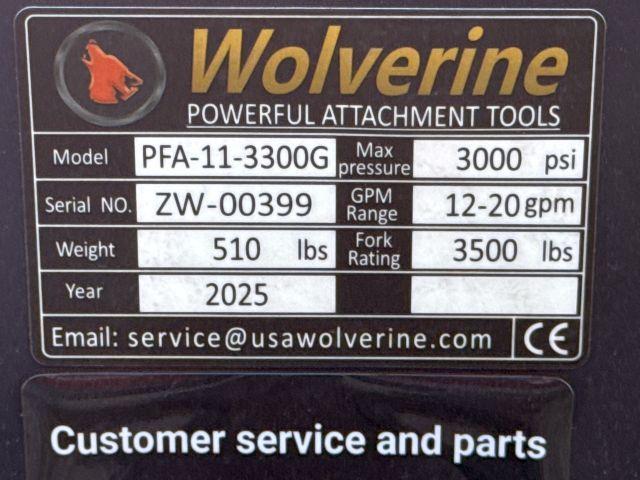 Wolverine
POWERFUL ATTACHMENT TOOLS
Model PFA-11-3300G Max pressure 3000 psi
Serial NO. ZW-00399 GPM Range 12-20 gpm
Weight 510 lbs Fork Rating 3500 lbs
Year 2025
Email: service@usawolverine.com CE
Customer service and parts